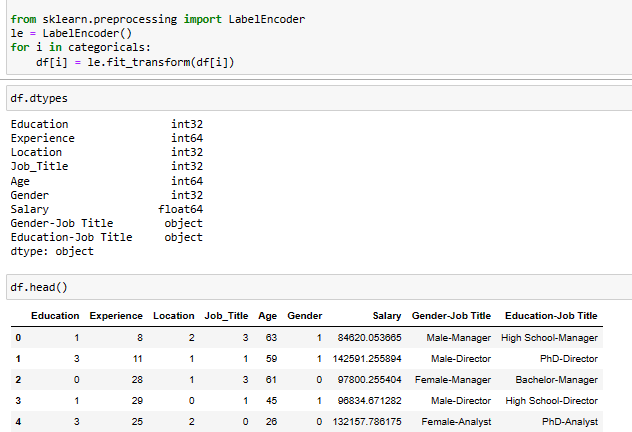 from sklearn.preprocessing import LabelEncoder
le = LabelEncoder()
for i in categoricals:
    df[i] = le.fit_transform(df[i])
df.dtypes
Education int32
Experience int64
Location int32
Job_Title int32
Age int64
Gender int32
Salary float64
Gender-Job Title object
Education-Job Title object
dtype: object
df.head()
Education Experience Location Job_Title Age Gender Salary Gender-Job Title Education-Job Title
0 1 8 2 3 63 1 84620.053665 Male-Manager High School-Manager
1 3 11 1 1 59 1 142591.255894 Male-Director PhD-Director
2 0 28 1 3 61 0 97800.255404 Female-Manager Bachelor-Manager
3 1 29 0 1 45 1 96834.671282 Male-Director High School-Director
4 3 25 2 0 26 0 132157.786175 Female-Analyst PhD-Analyst